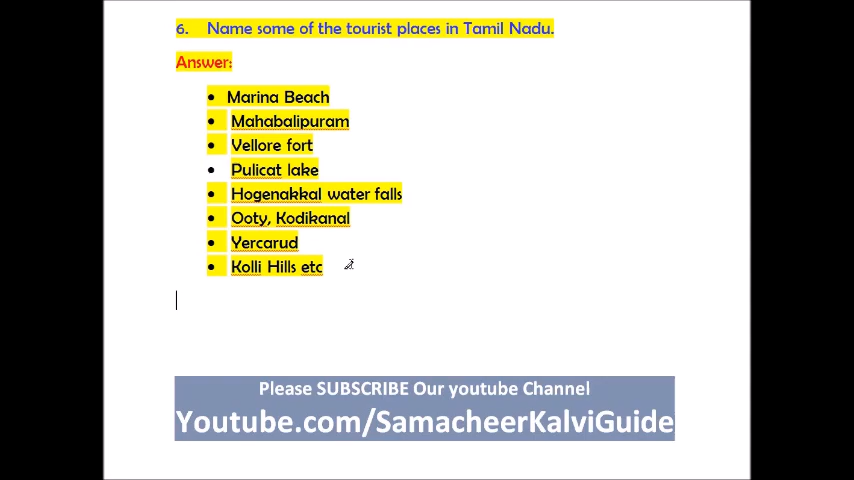 6. Name some of the tourist places in Tamil Nadu.
Answer:
• Marina Beach
• Mahabalipuram
• Vellore fort
• Pulicat lake
• Hogenakkal water falls
• Ooty, Kodikanal
• Yercarud
• Kolli Hills etc
Please SUBSCRIBE Our youtube Channel
Youtube.com/SamacheerKalviGuide